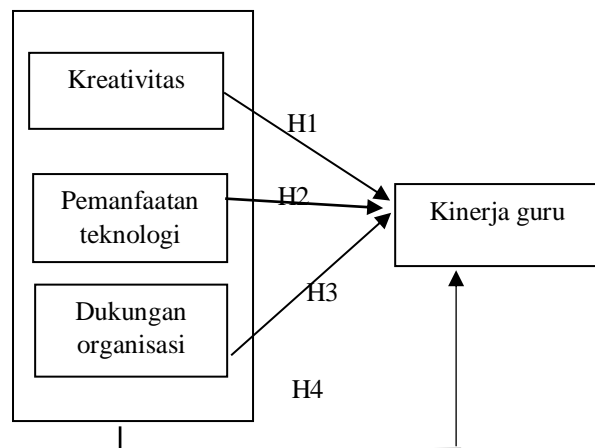 Kreativitas
H1
Pemanfaatan
teknologi
H2
Kinerja guru
Dukungan
organisasi
H3
H4